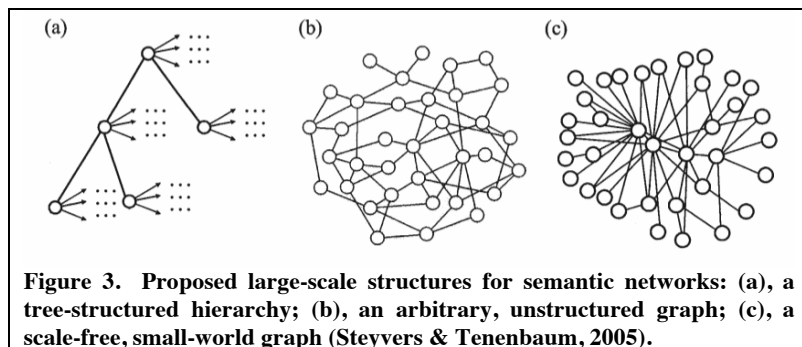 (a)
(b)
(c)
Figure 3. Proposed large-scale structures for semantic networks: (a), a
tree-structured hierarchy; (b), an arbitrary, unstructured graph; (c), a
scale-free, small-world graph (Steyvers & Tenenbaum, 2005).